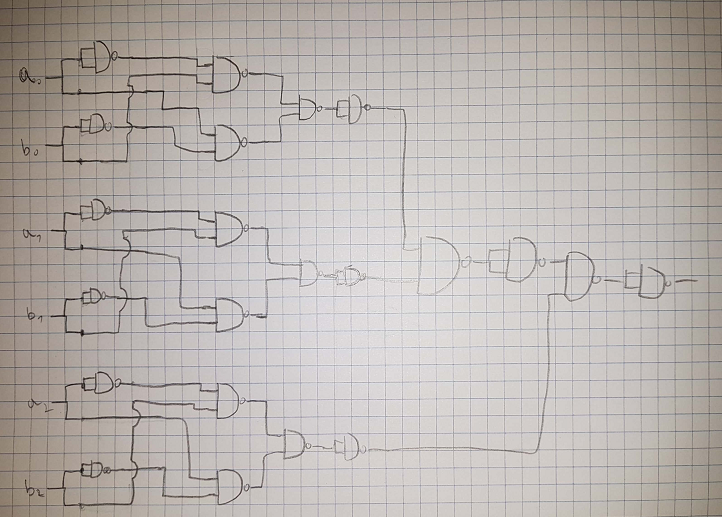 a₀
b₀
a₁
b₁
a₂
b₂